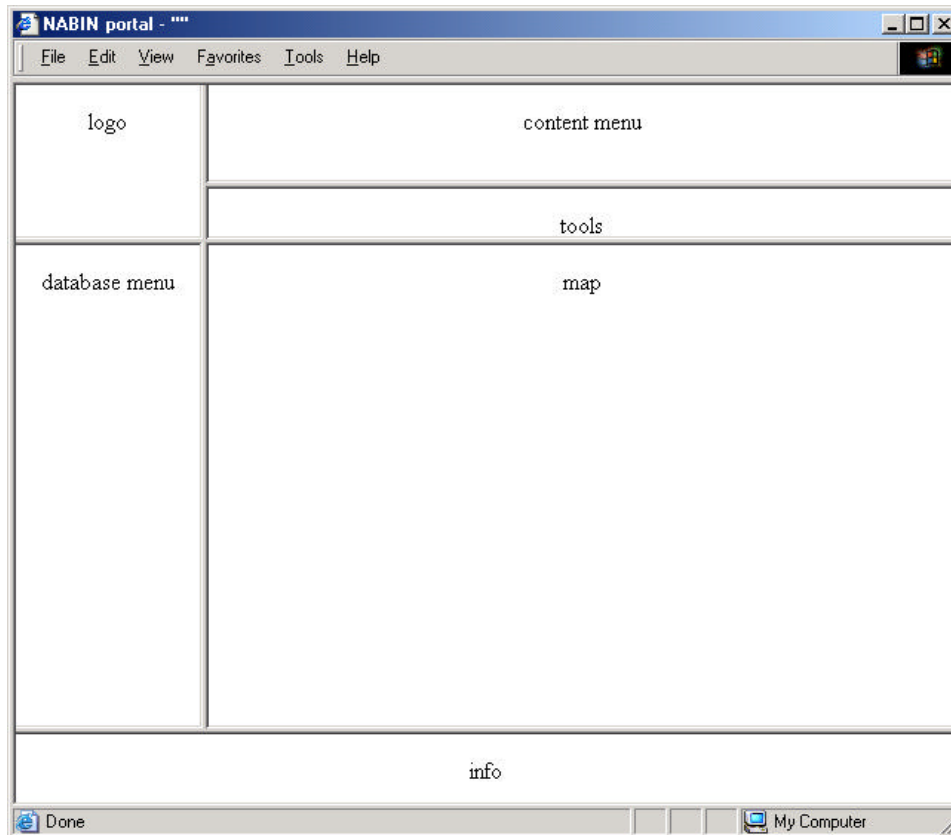 NABIN portal - """
File Edit View Favorites Tools Help
logo
content menu
tools
database menu
map
info
Done
My Computer